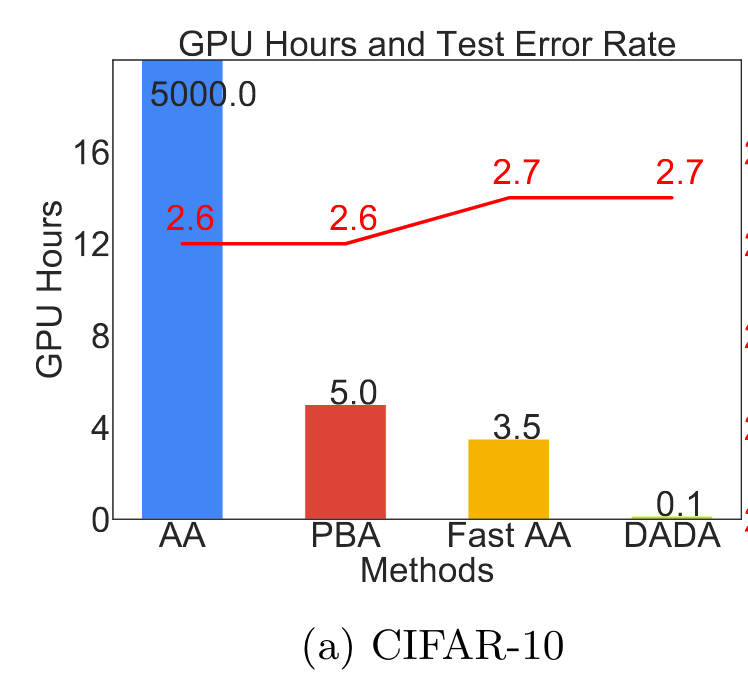 GPU Hours and Test Error Rate
5000.0
16
2.7
2.7
2.6
2.6
12
GPU Hours
8
5.0
4
3.5
0.1
0
AA
PBA
Fast AA
DADA
Methods
(a) CIFAR-10